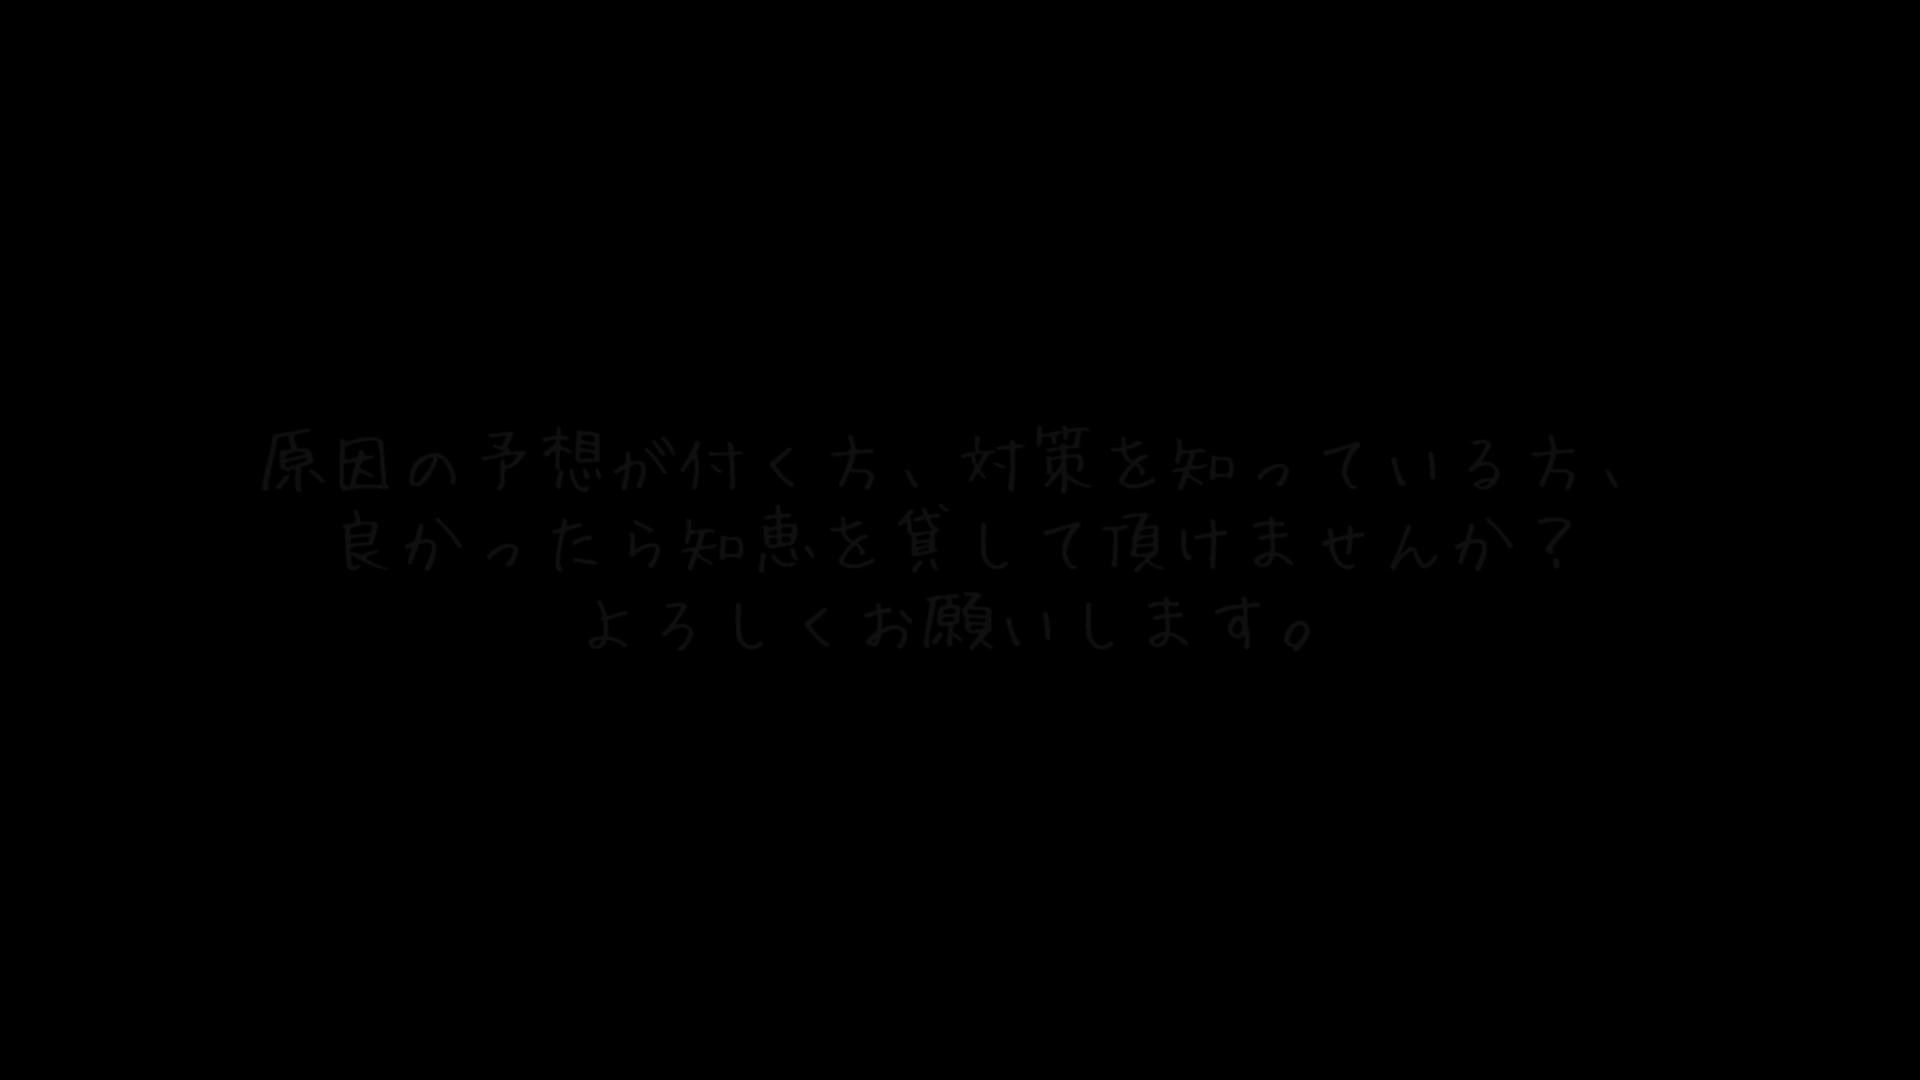 原因の予想が付く方、対策を知っている方、
良かったら知恵を貸して頂けませんか？
よろしくお願いします。